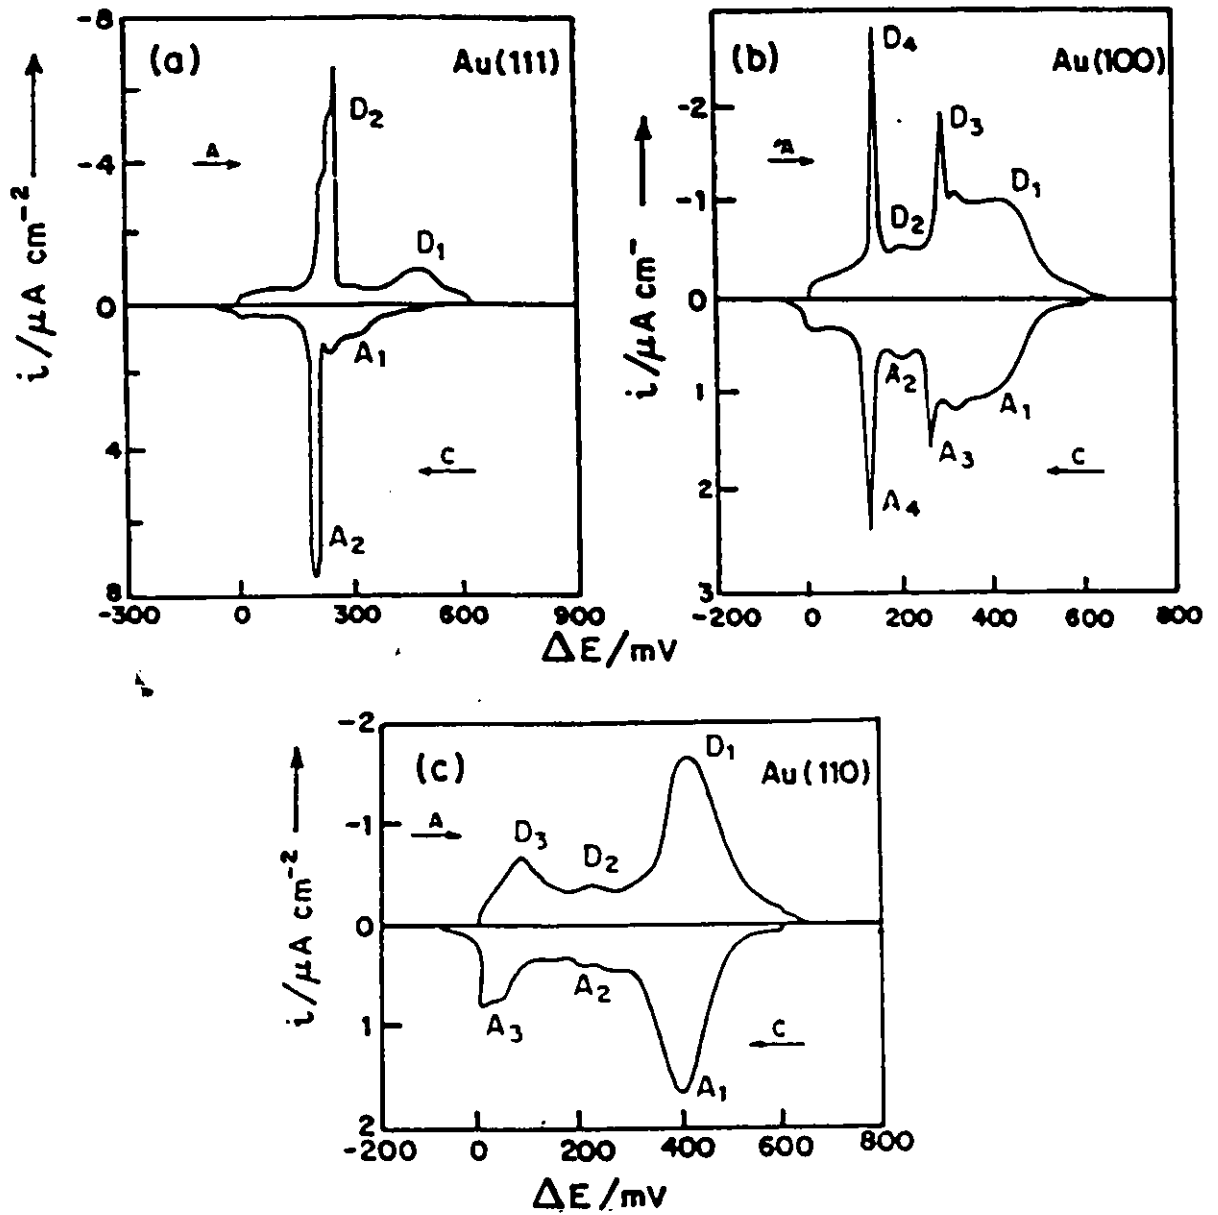 (a)
Au(111)
i/μA cm⁻²
-8
-4
0
4
8
A
D₂
D₁
A₁
A₂
C
-300
0
300
600
900
(b)
Au(100)
i/μA cm⁻
-2
-1
0
1
2
3
A
D₄
D₃
D₂
D₁
A₂
A₁
A₃
A₄
C
-200
0
200
400
600
800
ΔE/mV
(c)
Au(110)
i/μA cm⁻²
-2
-1
0
1
2
A
D₃
D₂
D₁
A₃
A₂
A₁
C
-200
0
200
400
600
800
ΔE/mV